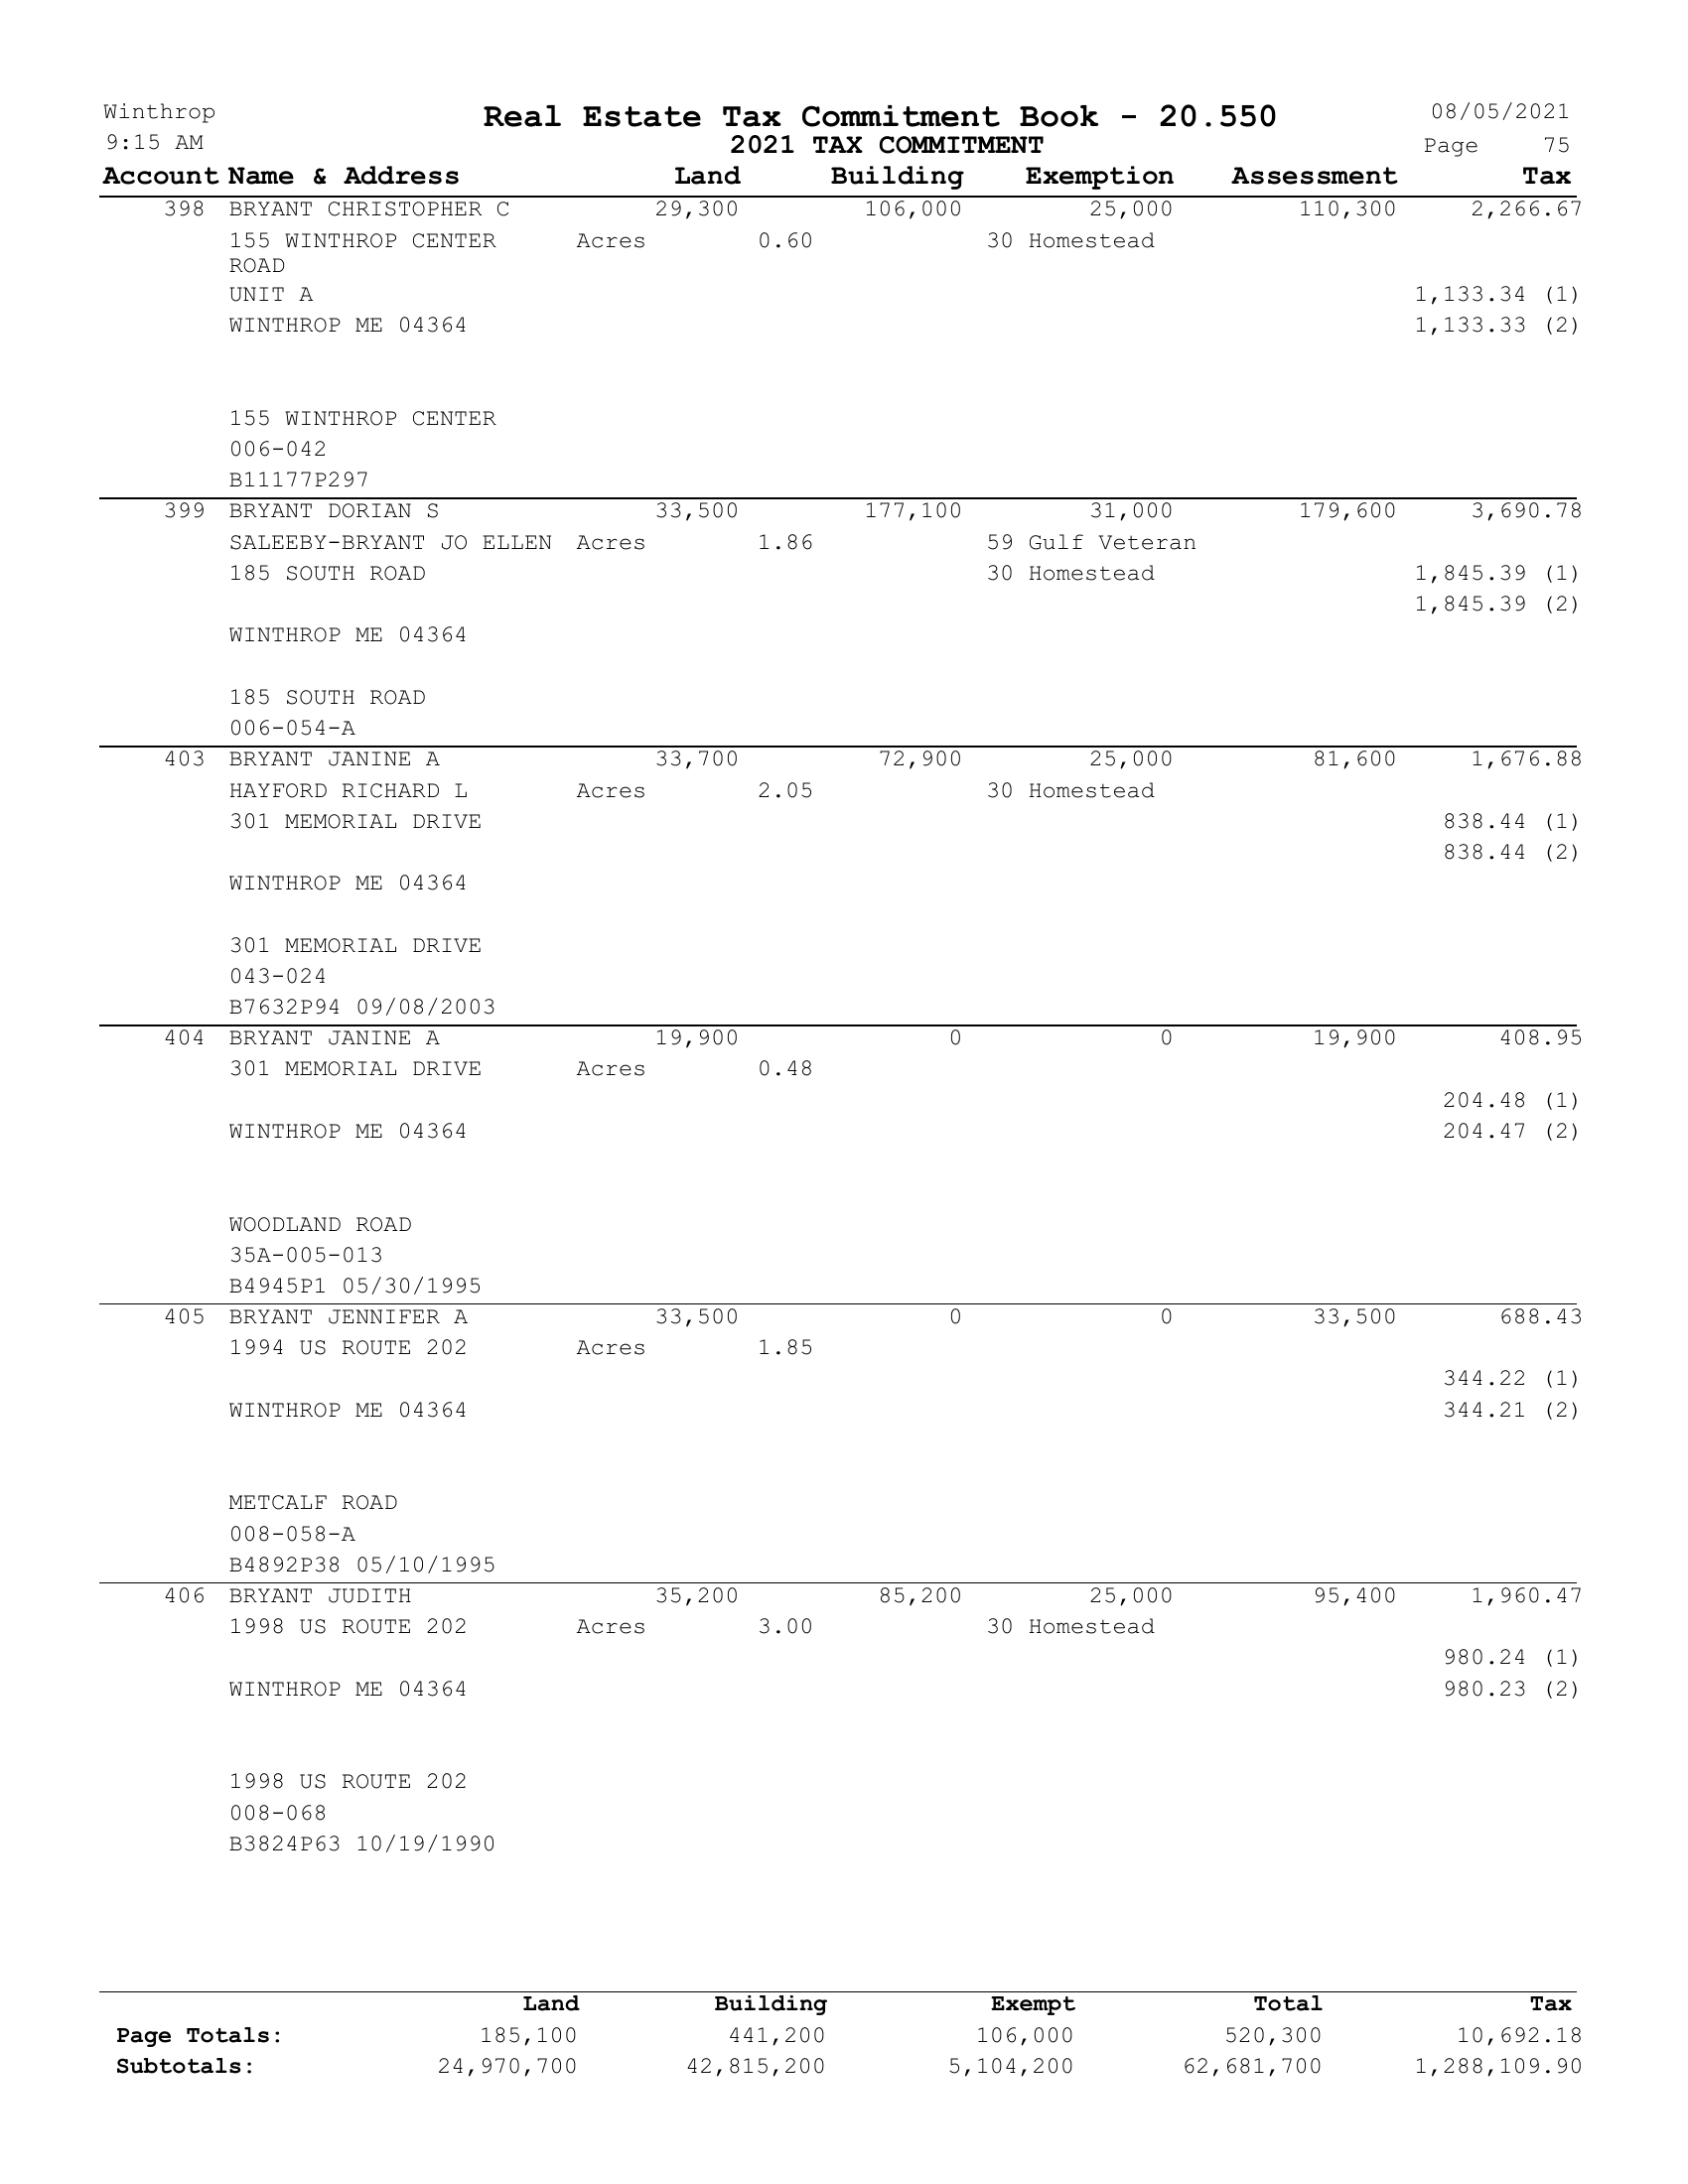 Winthrop Real Estate Tax Commitment Book - 20.550 08/05/2021
9:15 AM 2021 TAX COMMITMENT Page 75
Account Name & Address Land Building Exemption Assessment Tax
398 BRYANT CHRISTOPHER C 29,300 106,000 25,000 110,300 2,266.67
155 WINTHROP CENTER Acres 0.60 30 Homestead
ROAD
UNIT A 1,133.34 (1)
WINTHROP ME 04364 1,133.33 (2)
155 WINTHROP CENTER
006-042
B11177P297
399 BRYANT DORIAN S 33,500 177,100 31,000 179,600 3,690.78
SALEEBY-BRYANT JO ELLEN Acres 1.86 59 Gulf Veteran
185 SOUTH ROAD 30 Homestead 1,845.39 (1)
1,845.39 (2)
WINTHROP ME 04364
185 SOUTH ROAD
006-054-A
403 BRYANT JANINE A 33,700 72,900 25,000 81,600 1,676.88
HAYFORD RICHARD L Acres 2.05 30 Homestead
301 MEMORIAL DRIVE 838.44 (1)
838.44 (2)
WINTHROP ME 04364
301 MEMORIAL DRIVE
043-024
B7632P94 09/08/2003
404 BRYANT JANINE A 19,900 0 0 19,900 408.95
301 MEMORIAL DRIVE Acres 0.48
204.48 (1)
WINTHROP ME 04364 204.47 (2)
WOODLAND ROAD
35A-005-013
B4945P1 05/30/1995
405 BRYANT JENNIFER A 33,500 0 0 33,500 688.43
1994 US ROUTE 202 Acres 1.85
344.22 (1)
WINTHROP ME 04364 344.21 (2)
METCALF ROAD
008-058-A
B4892P38 05/10/1995
406 BRYANT JUDITH 35,200 85,200 25,000 95,400 1,960.47
1998 US ROUTE 202 Acres 3.00 30 Homestead
980.24 (1)
WINTHROP ME 04364 980.23 (2)
1998 US ROUTE 202
008-068
B3824P63 10/19/1990
Land Building Exempt Total Tax
Page Totals: 185,100 441,200 106,000 520,300 10,692.18
Subtotals: 24,970,700 42,815,200 5,104,200 62,681,700 1,288,109.90